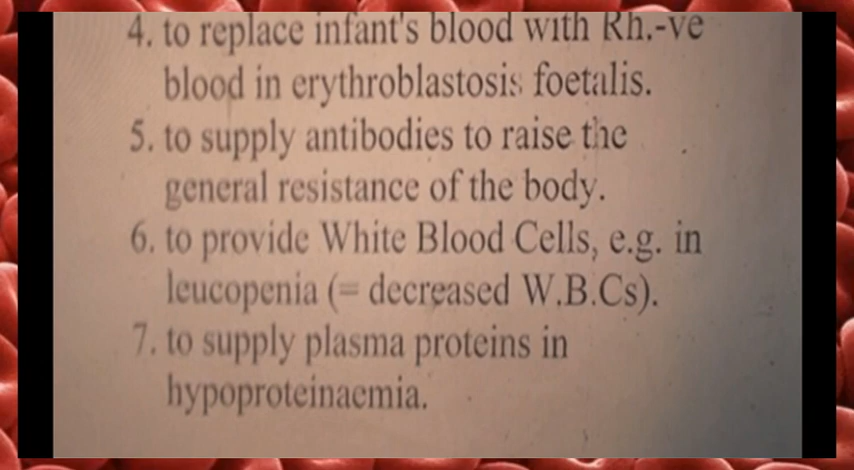 4. to replace infant's blood with Rh.-ve
blood in erythroblastosis foetalis.
5. to supply antibodies to raise the
general resistance of the body.
6. to provide White Blood Cells, e.g. in
leucopenia (= decreased W.B.Cs).
7. to supply plasma proteins in
hypoproteinaemia.